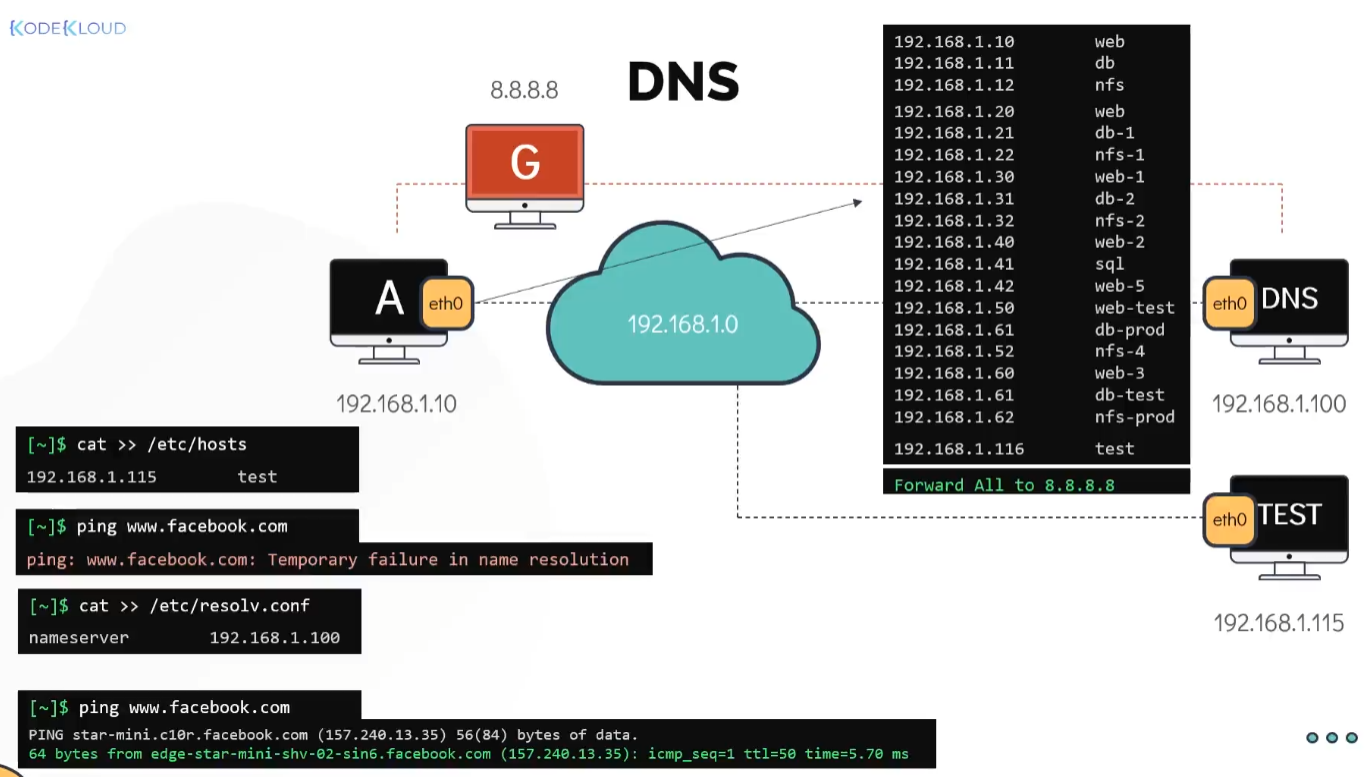 {KODE{KLOUD
DNS
8.8.8.8
G
A
eth0
192.168.1.10
192.168.1.0
192.168.1.10 web
192.168.1.11 db
192.168.1.12 nfs
192.168.1.20 web
192.168.1.21 db-1
192.168.1.22 nfs-1
192.168.1.30 web-1
192.168.1.31 db-2
192.168.1.32 nfs-2
192.168.1.40 web-2
192.168.1.41 sql
192.168.1.42 web-5
192.168.1.50 web-test
192.168.1.61 db-prod
192.168.1.52 nfs-4
192.168.1.60 web-3
192.168.1.61 db-test
192.168.1.62 nfs-prod
192.168.1.116 test
Forward All to 8.8.8.8
eth0
DNS
192.168.1.100
eth0
TEST
192.168.1.115
[~]$ cat >> /etc/hosts
192.168.1.115 test
[~]$ ping www.facebook.com
ping: www.facebook.com: Temporary failure in name resolution
[~]$ cat >> /etc/resolv.conf
nameserver 192.168.1.100
[~]$ ping www.facebook.com
PING star-mini.c10r.facebook.com (157.240.13.35) 56(84) bytes of data.
64 bytes from edge-star-mini-shv-02-sin6.facebook.com (157.240.13.35): icmp_seq=1 ttl=50 time=5.70 ms